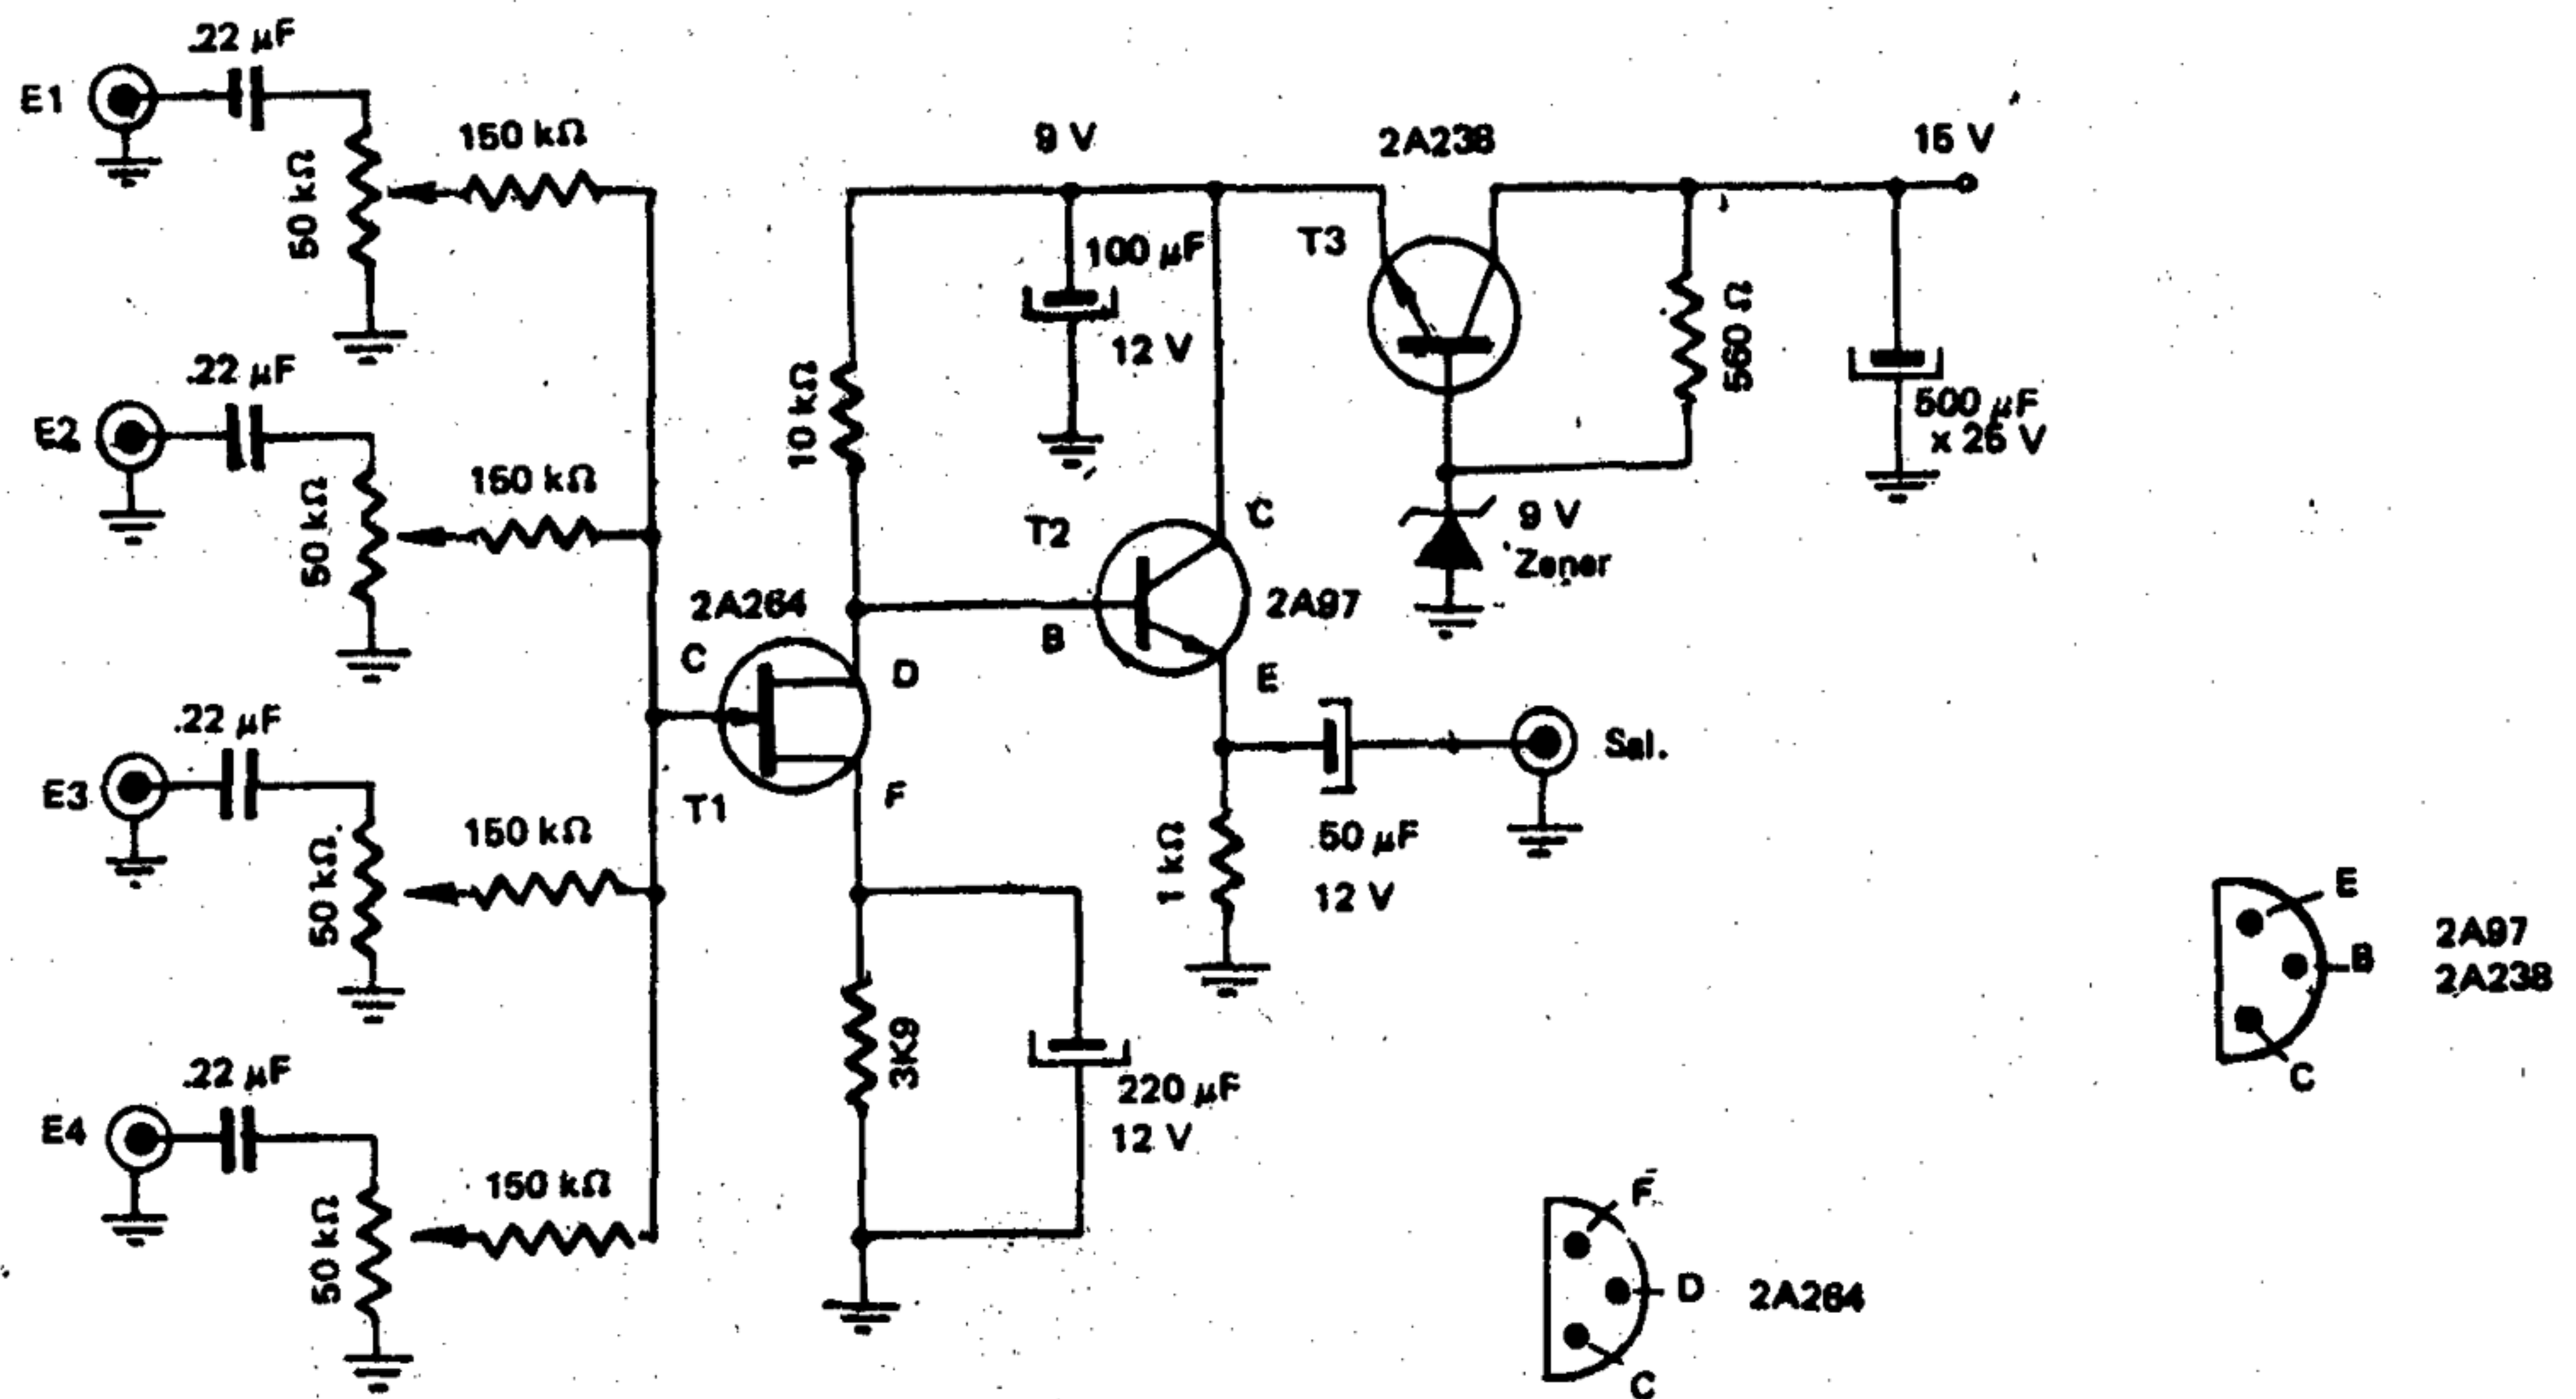 .22 µF
E1
150 kΩ
50 kΩ
.22 µF
E2
150 kΩ
50 kΩ
.22 µF
E3
150 kΩ
50 kΩ
.22 µF
E4
150 kΩ
50 kΩ
9 V
2A238
15 V
100 µF
12 V
T3
560 Ω
500 µF
x 25 V
10 kΩ
9 V
Zener
T2
C
2A97
B
E
2A264
C
D
T1
F
Sal.
1 kΩ
50 µF
12 V
3K9
220 µF
12 V
E
B
C
2A97
2A238
F
D
C
2A264